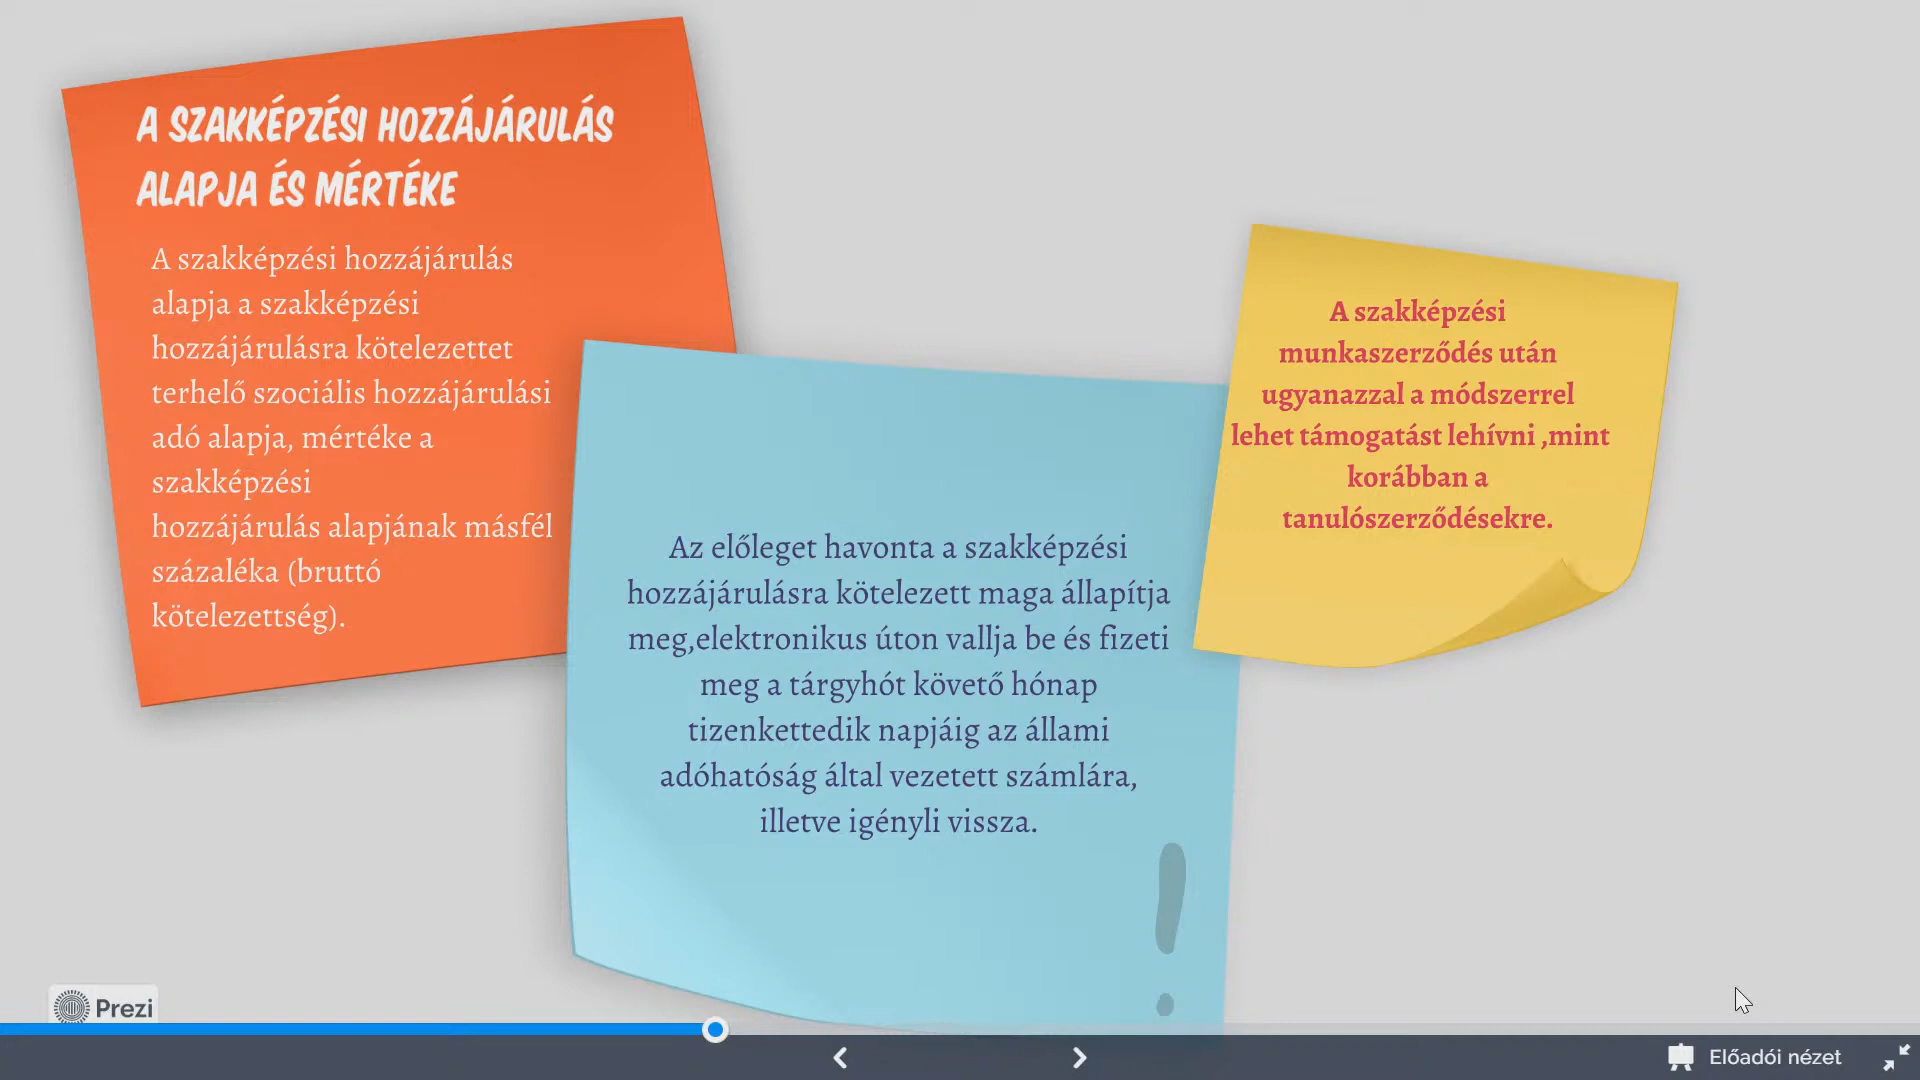 A SZAKKÉPZÉSI HOZZÁJÁRULÁS
ALAPJA ÉS MÉRTÉKE
A szakképzési hozzájárulás
alapja a szakképzési
hozzájárulásra kötelezettet
terhelő szociális hozzájárulási
adó alapja, mértéke a
szakképzési
hozzájárulás alapjának másfél
százaléka (bruttó
kötelezettség).
Az előleget havonta a szakképzési
hozzájárulásra kötelezett maga állapítja
meg,elektronikus úton vallja be és fizeti
meg a tárgyhót követő hónap
tizenkettedik napjáig az állami
adóhatóság által vezetett számlára,
illetve igényli vissza.
!
A szakképzési
munkaszerződés után
ugyanazzal a módszerrel
lehet támogatást lehívni ,mint
korábban a
tanulószerződésekre.
Prezi
Előadói nézet